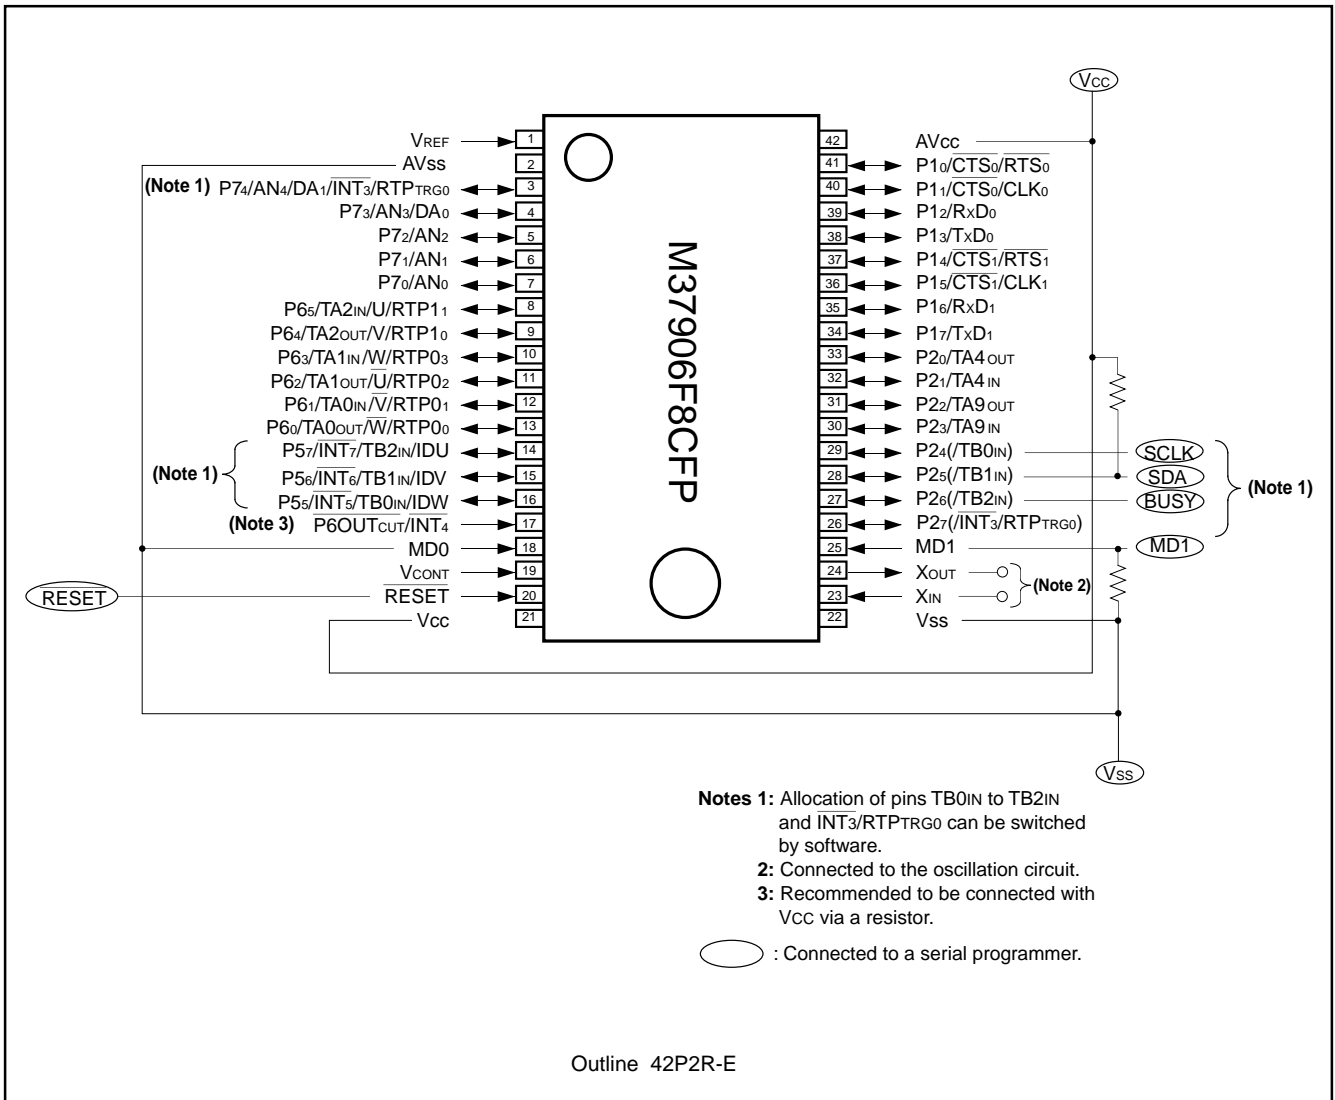 Vcc
VREF 1
AVss 2
(Note 1) P74/AN4/DA1/INT3/RTPTRG0 3
P73/AN3/DA0 4
P72/AN2 5
P71/AN1 6
P70/AN0 7
P65/TA2IN/U/RTP11 8
P64/TA2OUT/V/RTP10 9
P63/TA1IN/W/RTP03 10
P62/TA1OUT/U̅/RTP02 11
P61/TA0IN/V̅/RTP01 12
P60/TA0OUT/W̅/RTP00 13
P57/INT7/TB2IN/IDU 14
(Note 1) P56/INT6/TB1IN/IDV 15
P55/INT5/TB0IN/IDW 16
(Note 3) P6OUTCUT/INT4 17
MD0 18
VCONT 19
RESET RESET 20
Vcc 21
M37906F8CFP
42 AVcc
41 P10/CTS0/RTS0
40 P11/CTS0/CLK0
39 P12/RxD0
38 P13/TxD0
37 P14/CTS1/RTS1
36 P15/CTS1/CLK1
35 P16/RxD1
34 P17/TxD1
33 P20/TA4OUT
32 P21/TA4IN
31 P22/TA9OUT
30 P23/TA9IN
29 P24(/TB0IN) SCLK
28 P25(/TB1IN) SDA
(Note 1)
27 P26(/TB2IN) BUSY
26 P27(/INT3/RTPTRG0)
25 MD1 MD1
24 XOUT
(Note 2)
23 XIN
22 Vss
Vss
Notes 1: Allocation of pins TB0IN to TB2IN
and INT3/RTPTRG0 can be switched
by software.
2: Connected to the oscillation circuit.
3: Recommended to be connected with
VCC via a resistor.
: Connected to a serial programmer.
Outline 42P2R-E